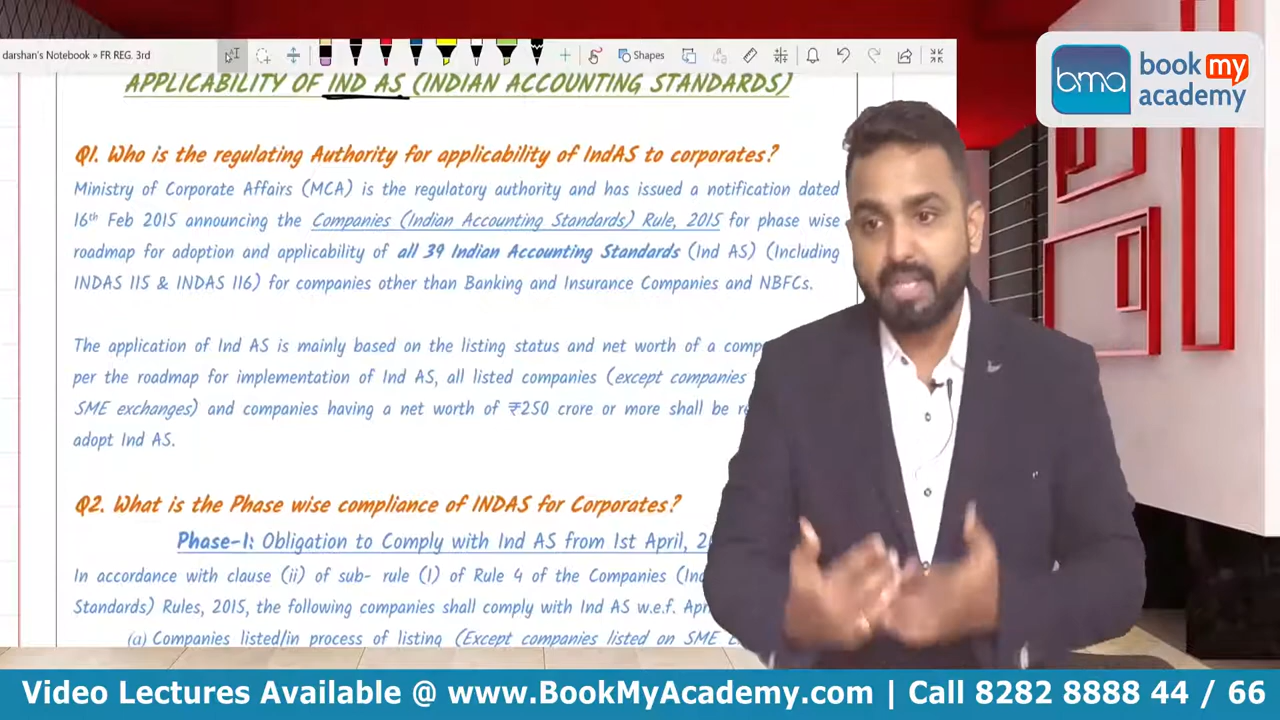 darshan's Notebook » FR REG. 3rd
Shapes
bma
book my academy
APPLICABILITY OF IND AS (INDIAN ACCOUNTING STANDARDS)
Q1. Who is the regulating Authority for applicability of IndAS to corporates?
Ministry of Corporate Affairs (MCA) is the regulatory authority and has issued a notification dated
16th Feb 2015 announcing the Companies (Indian Accounting Standards) Rule, 2015 for phase wise
roadmap for adoption and applicability of all 39 Indian Accounting Standards (Ind AS) (Including
INDAS 115 & INDAS 116) for companies other than Banking and Insurance Companies and NBFCs.
The application of Ind AS is mainly based on the listing status and net worth of a
per the roadmap for implementation of Ind AS, all listed companies (except companies
SME exchanges) and companies having a net worth of ₹250 crore or more shall be
adopt Ind AS.
Q2. What is the Phase wise compliance of INDAS for Corporates?
Phase-I: Obligation to Comply with Ind AS from 1st April,
In accordance with clause (ii) of sub- rule (1) of Rule 4 of the Companies
Standards) Rules, 2015, the following companies shall comply with Ind AS w.e.f.
(a) Companies listed/in process of listing (Except companies listed on SME
Video Lectures Available @ www.BookMyAcademy.com | Call 8282 8888 44 / 66